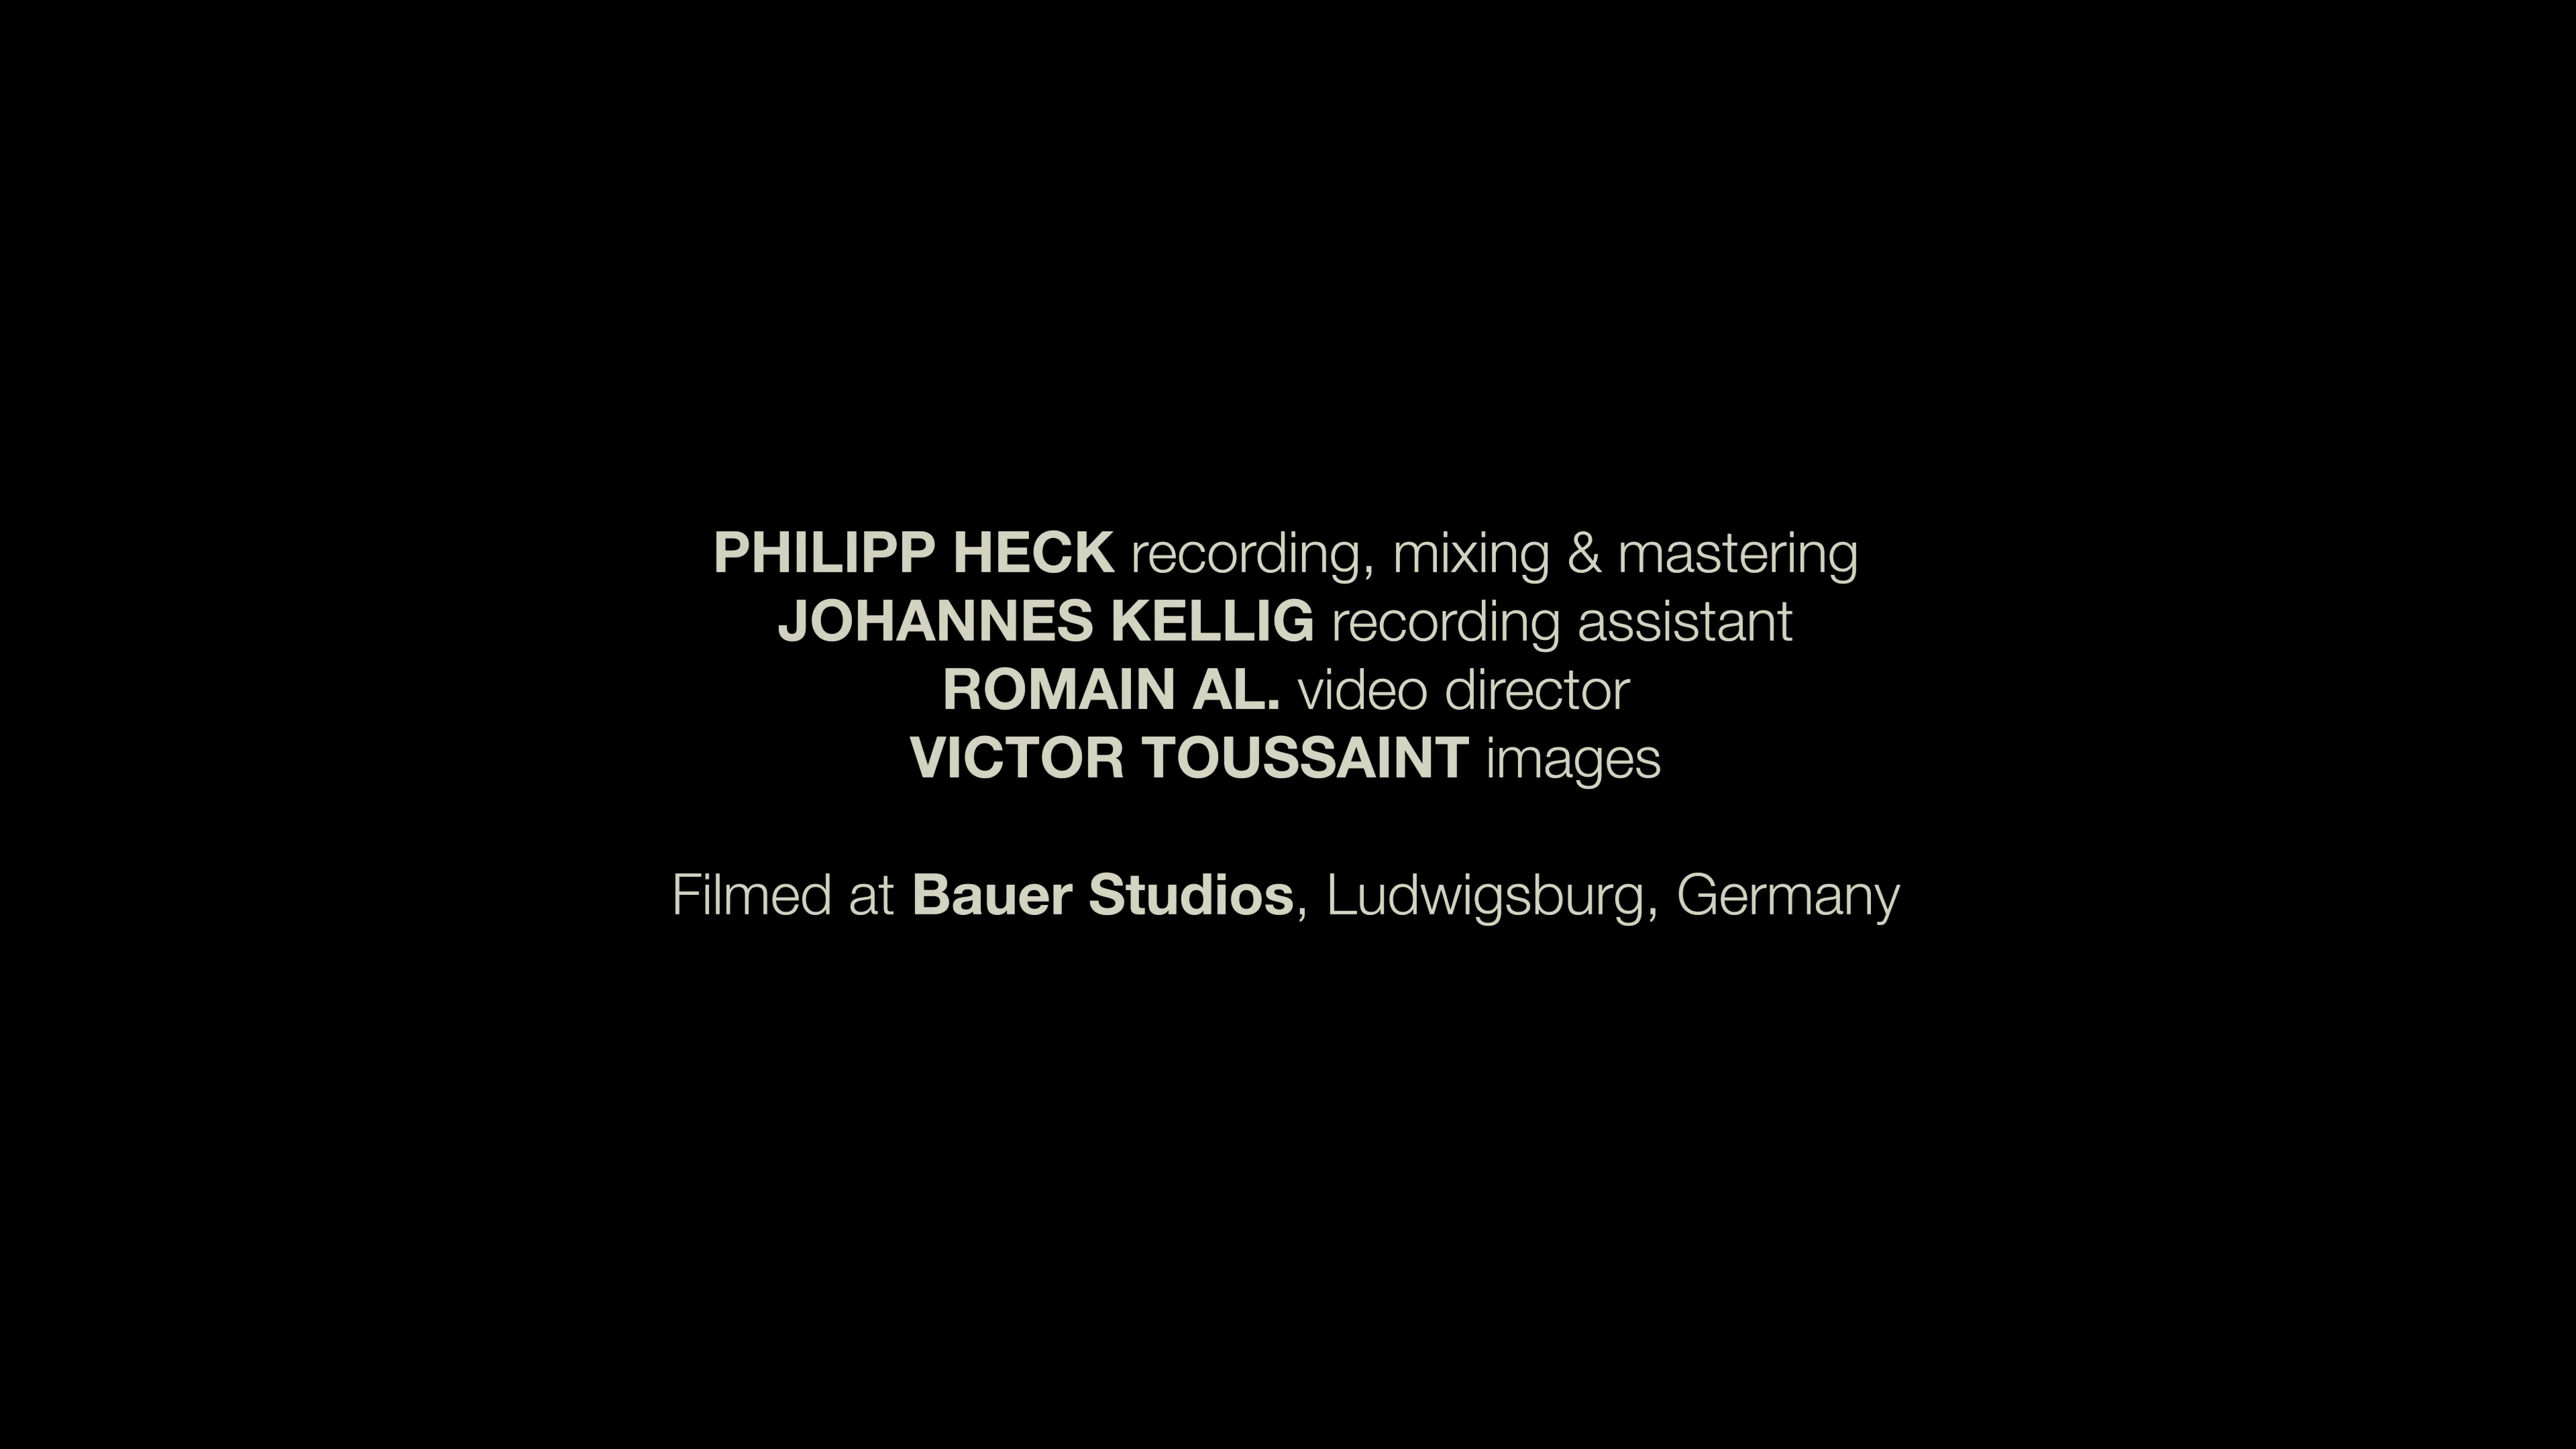 PHILIPP HECK recording, mixing & mastering
JOHANNES KELLIG recording assistant
ROMAIN AL. video director
VICTOR TOUSSAINT images
Filmed at Bauer Studios, Ludwigsburg, Germany